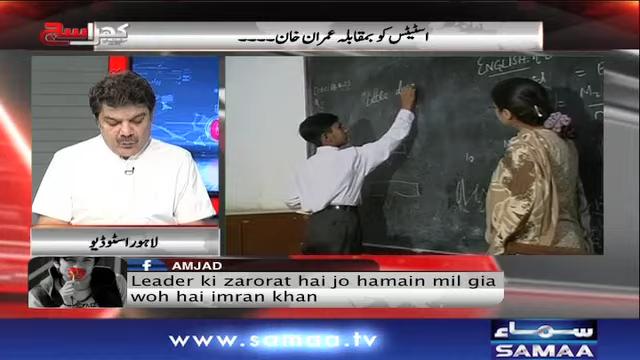 کھرا سچ
اسٹیٹس کو بمقابلہ عمران خان....
ENGLISH
لاہور اسٹوڈیو
f AMJAD
Leader ki zarorat hai jo hamain mil gia
woh hai imran khan
www.samaa.tv
سماء
SAMAA